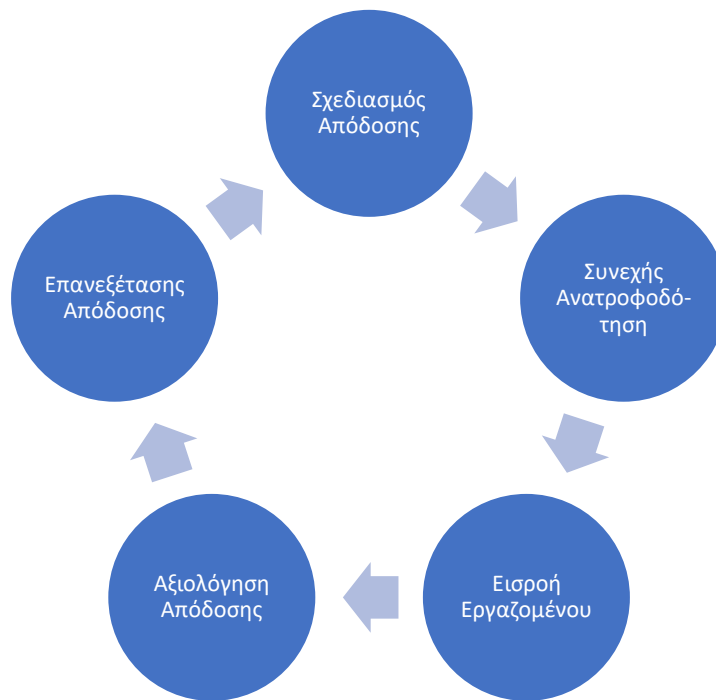 Σχεδιασμός
Απόδοσης
Συνεχής
Ανατροφοδό-
τηση
Εισροή
Εργαζομένου
Αξιολόγηση
Απόδοσης
Επανεξέτασης
Απόδοσης